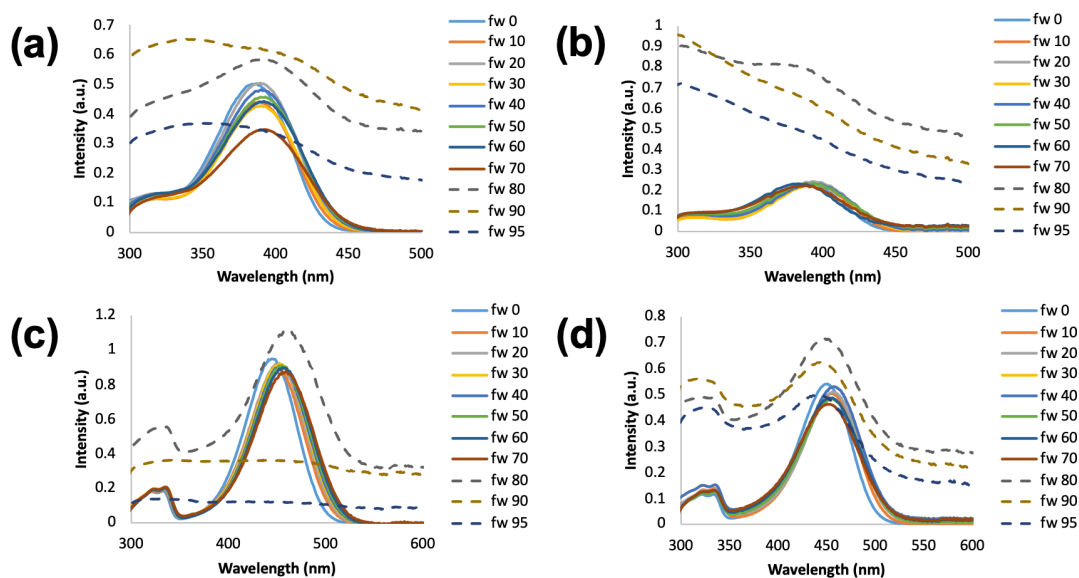 (a)
Intensity (a.u.)
0.7
0.6
0.5
0.4
0.3
0.2
0.1
0
300 350 400 450 500
Wavelength (nm)
fw 0
fw 10
fw 20
fw 30
fw 40
fw 50
fw 60
fw 70
fw 80
fw 90
fw 95
(b)
Intensity (a.u.)
1
0.9
0.8
0.7
0.6
0.5
0.4
0.3
0.2
0.1
0
300 350 400 450 500
Wavelength (nm)
fw 0
fw 10
fw 20
fw 30
fw 40
fw 50
fw 60
fw 70
fw 80
fw 90
fw 95
(c)
Intensity (a.u.)
1.2
1
0.8
0.6
0.4
0.2
0
300 400 500 600
Wavelength (nm)
fw 0
fw 10
fw 20
fw 30
fw 40
fw 50
fw 60
fw 70
fw 80
fw 90
fw 95
(d)
Intensity (a.u.)
0.8
0.7
0.6
0.5
0.4
0.3
0.2
0.1
0
300 350 400 450 500 550 600
Wavelength (nm)
fw 0
fw 10
fw 20
fw 30
fw 40
fw 50
fw 60
fw 70
fw 80
fw 90
fw 95